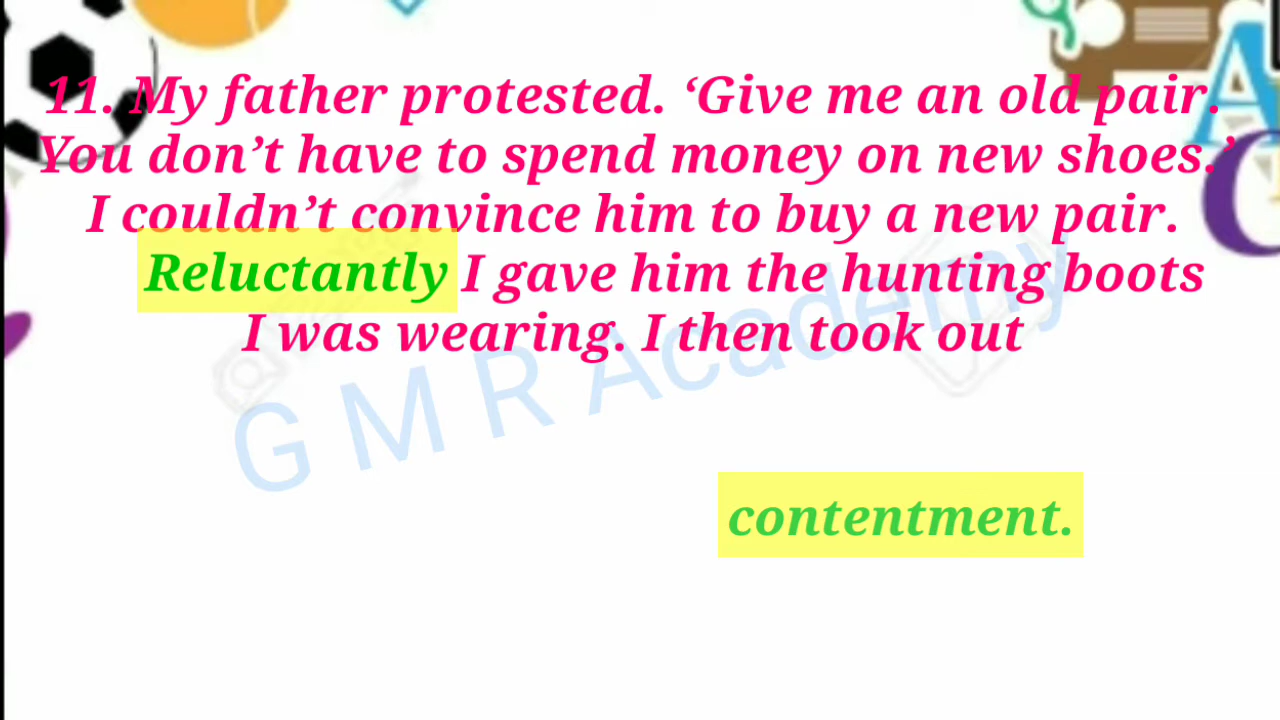 11. My father protested. ‘Give me an old pair.
You don’t have to spend money on new shoes.’
I couldn’t convince him to buy a new pair.
Reluctantly I gave him the hunting boots
I was wearing. I then took out
contentment.
G M R Academy